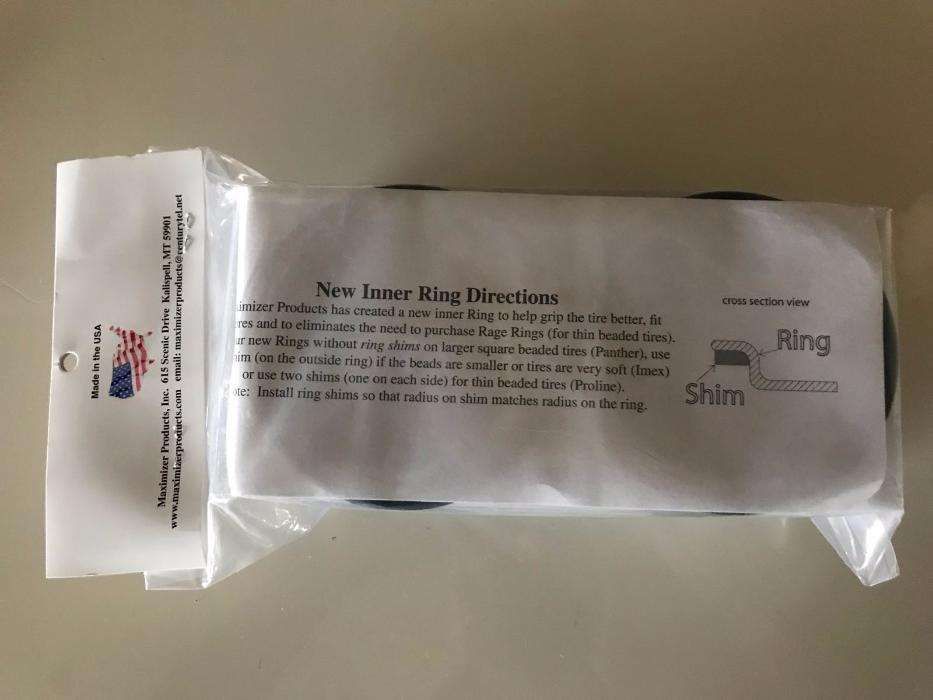 Made in the USA
Maximizer Products, Inc. 615 Scenic Drive Kalispell, MT 59901
www.maximizerproducts.com email: maximizerproducts@centurytel.net
New Inner Ring Directions
imizer Products has created a new inner Ring to help grip the tire better, fit
res and to eliminates the need to purchase Rage Rings (for thin beaded tires).
ur new Rings without ring shims on larger square beaded tires (Panther), use
im (on the outside ring) if the beads are smaller or tires are very soft (Imex)
or use two shims (one on each side) for thin beaded tires (Proline).
ote: Install ring shims so that radius on shim matches radius on the ring.
cross section view
Ring
Shim